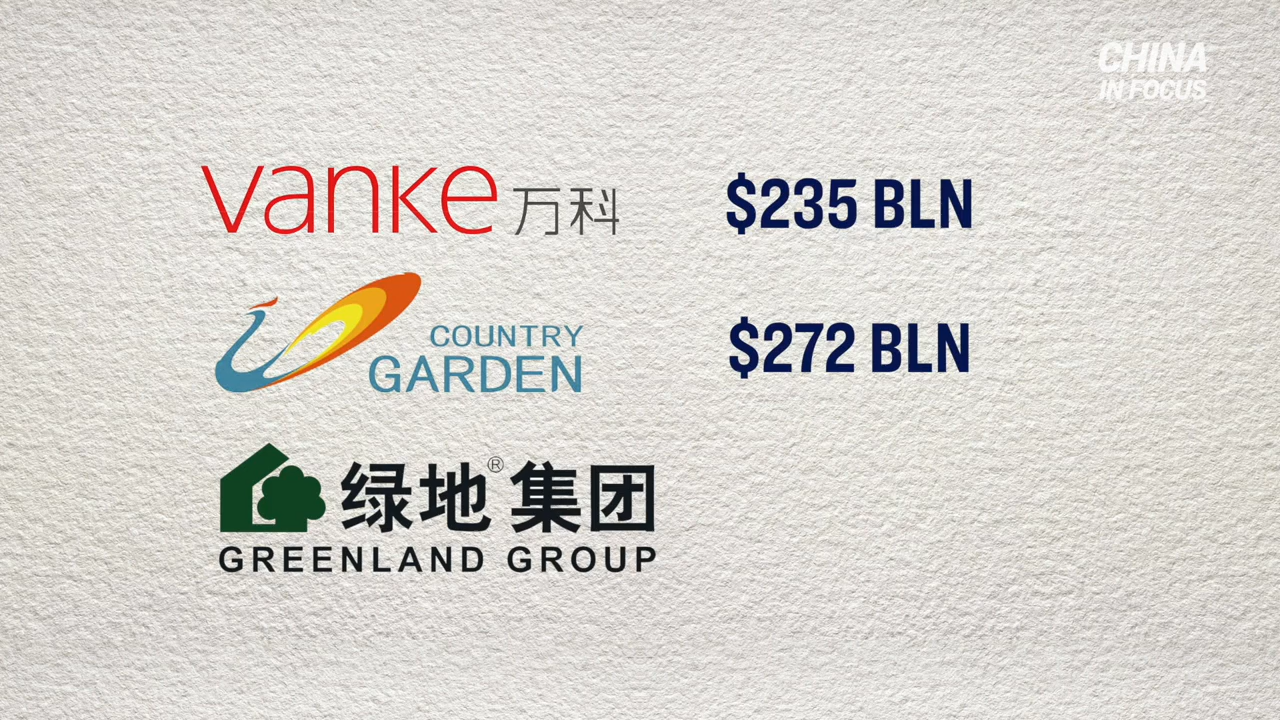 CHINA
IN FOCUS
vanke 万科
$235 BLN
COUNTRY
GARDEN
$272 BLN
绿地®集团
GREENLAND GROUP